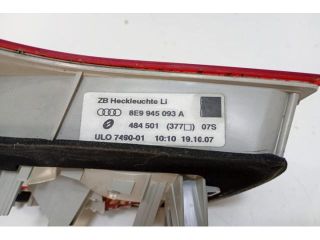 ZB Heckleuchte Li
8E9 945 093 A
484 501 (377□) 07S
ULO 7490-01 10:10 19.10.07